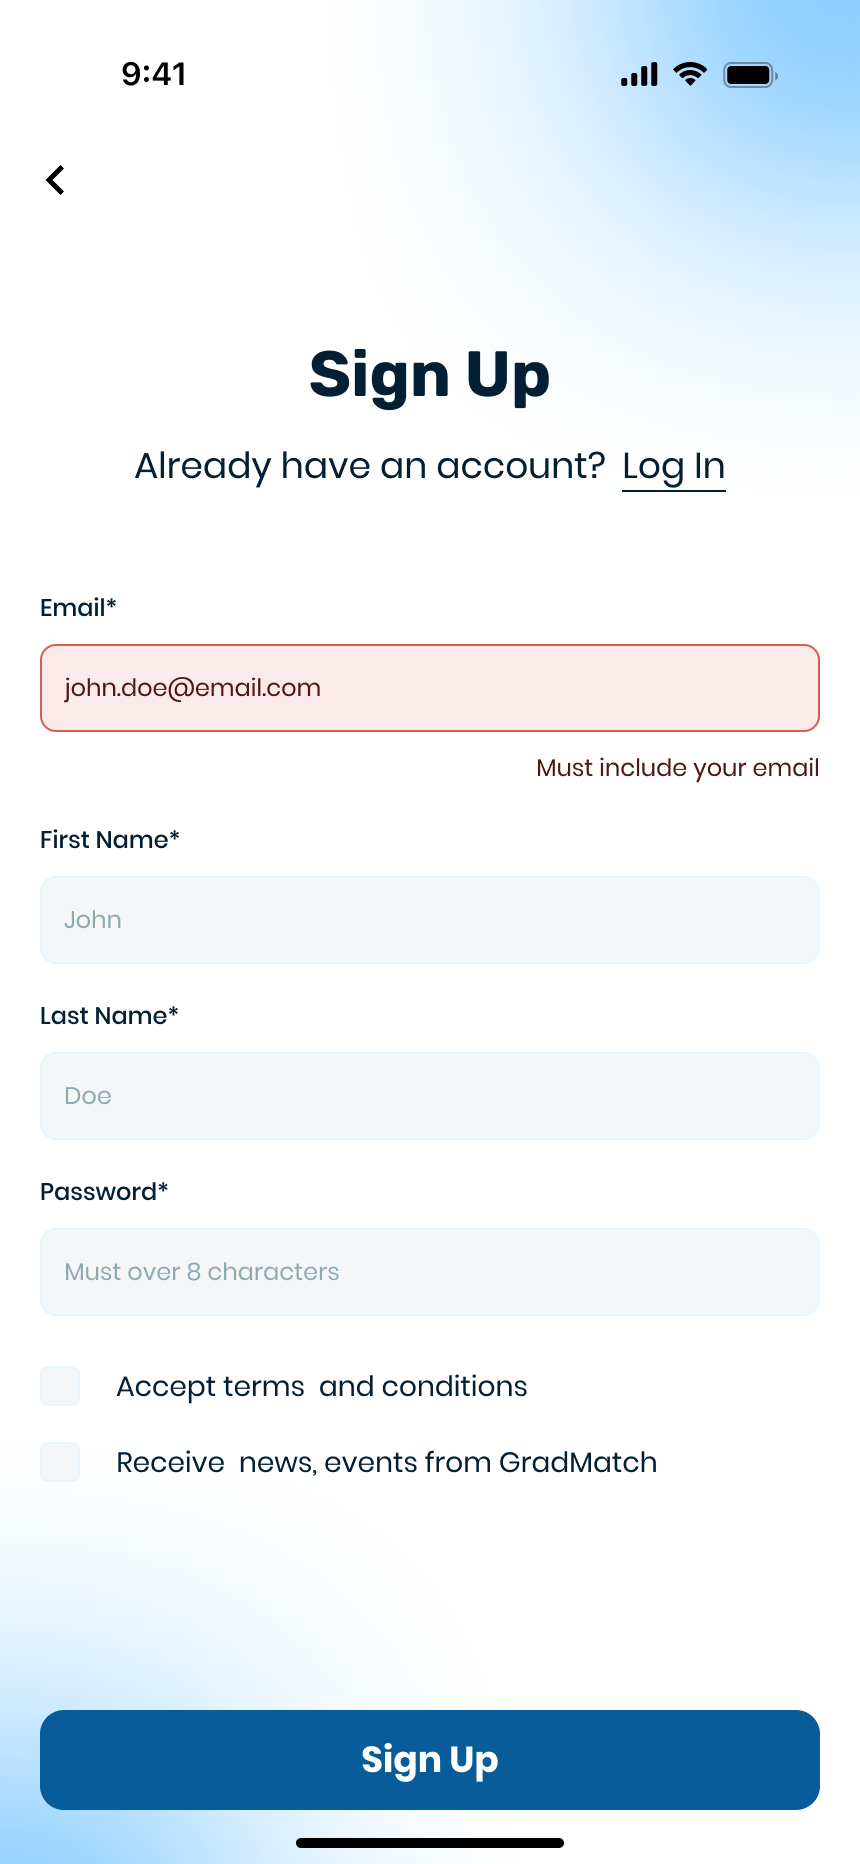 9:41
Sign Up
Already have an account? Log In
Email*
john.doe@email.com
Must include your email
First Name*
John
Last Name*
Doe
Password*
Must over 8 characters
Accept terms  and conditions
Receive  news, events from GradMatch
Sign Up